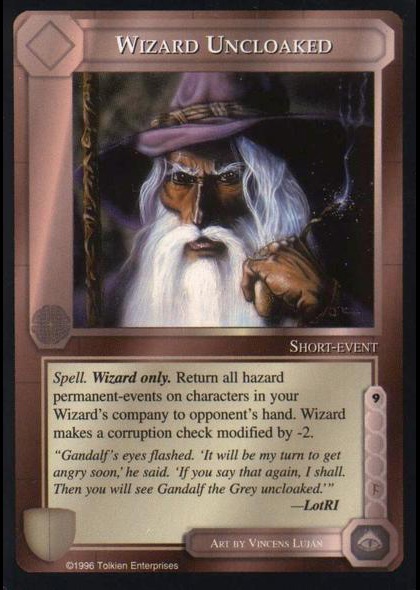 WIZARD UNCLOAKED
SHORT-EVENT
Spell. Wizard only. Return all hazard
permanent-events on characters in your
Wizard's company to opponent's hand. Wizard
makes a corruption check modified by -2.
9
"Gandalf's eyes flashed. 'It will be my turn to get
angry soon,' he said. 'If you say that again, I shall.
Then you will see Gandalf the Grey uncloaked.'"
—LotRI
ART BY VINCENS LUJÁN
©1996 Tolkien Enterprises